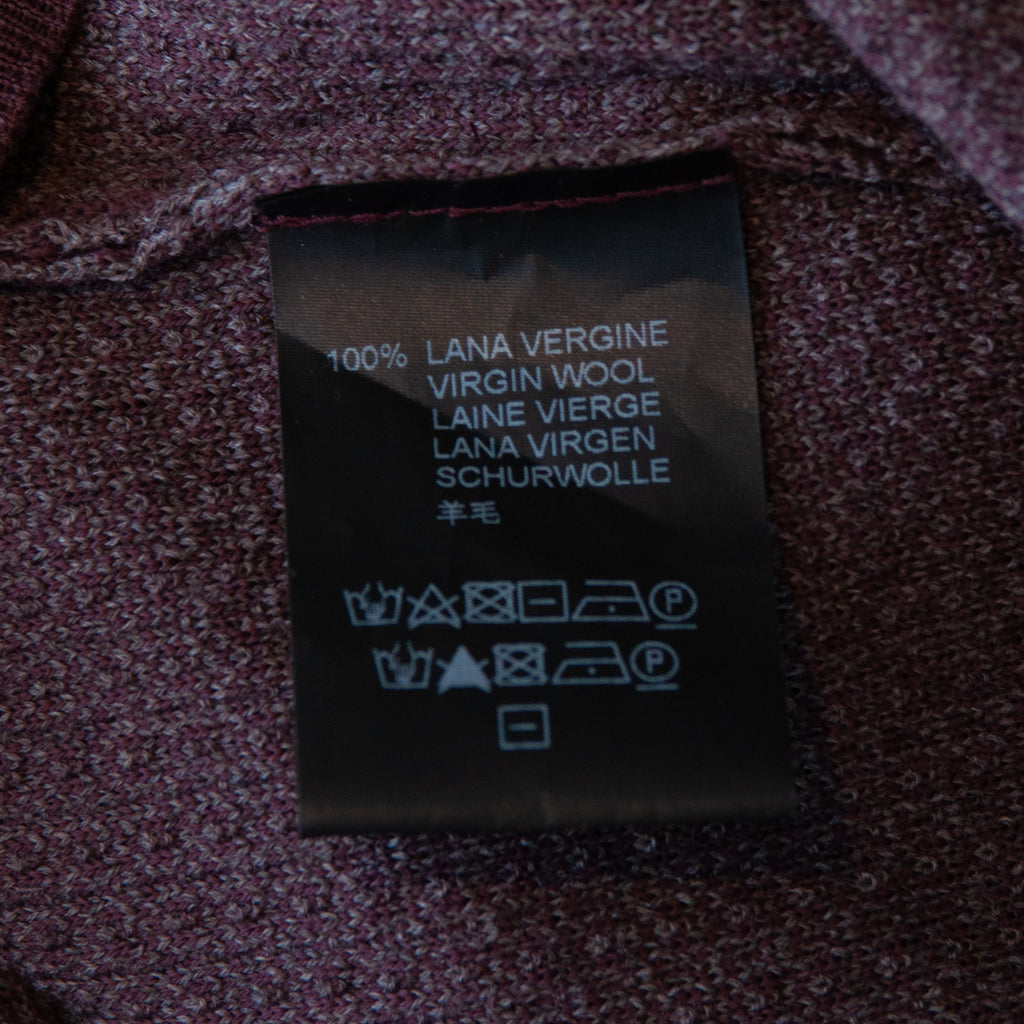 100% LANA VERGINE
VIRGIN WOOL
LAINE VIERGE
LANA VIRGEN
SCHURWOLLE
羊毛
P
P